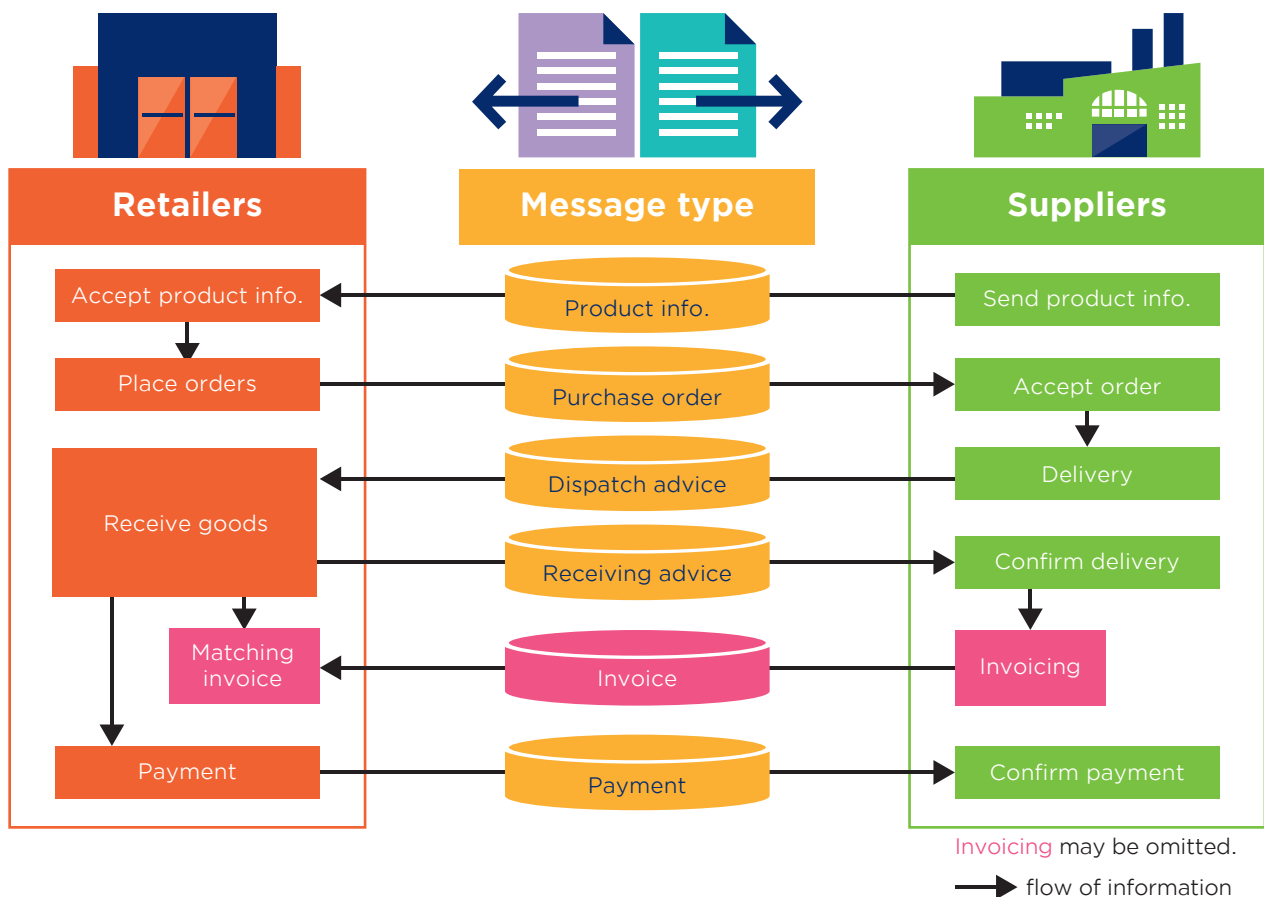 Retailers
Message type
Suppliers
Accept product info.
Product info.
Send product info.
Place orders
Purchase order
Accept order
Receive goods
Dispatch advice
Delivery
Receiving advice
Confirm delivery
Matching
invoice
Invoice
Invoicing
Payment
Payment
Confirm payment
Invoicing may be omitted.
flow of information